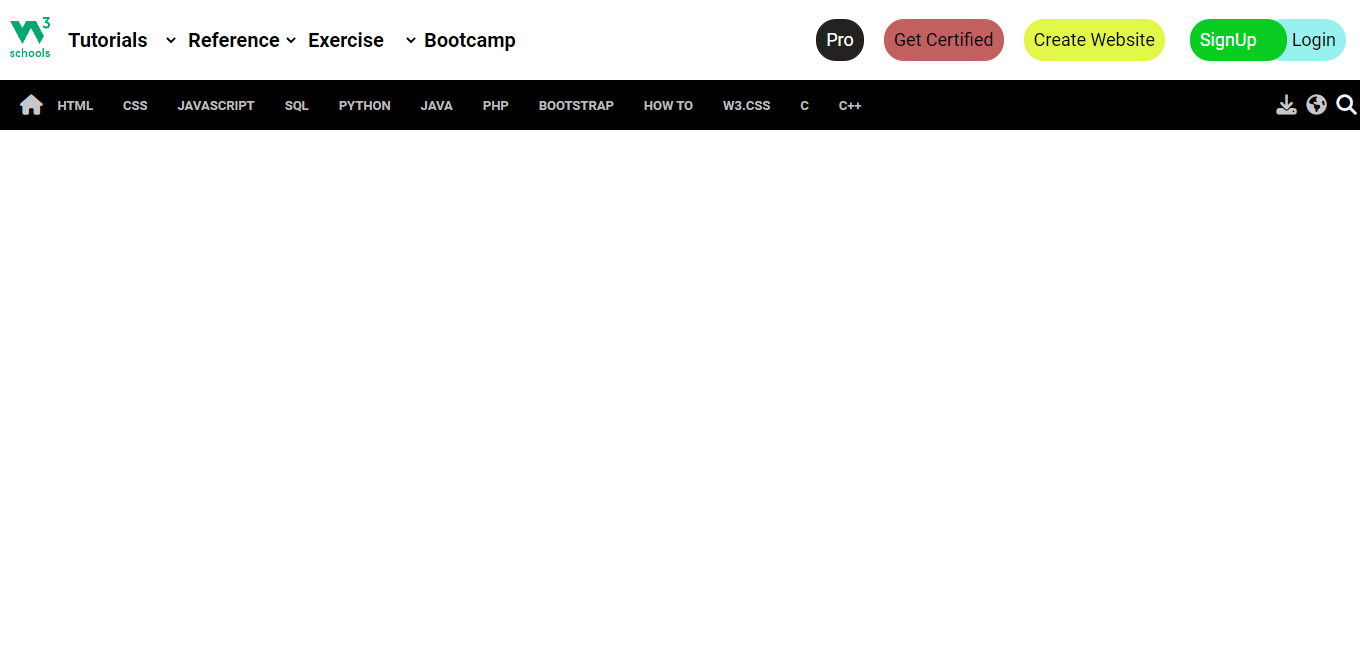 W3 schools Tutorials Reference Exercise Bootcamp Pro Get Certified Create Website SignUp Login
HTML CSS JAVASCRIPT SQL PYTHON JAVA PHP BOOTSTRAP HOW TO W3.CSS C C++